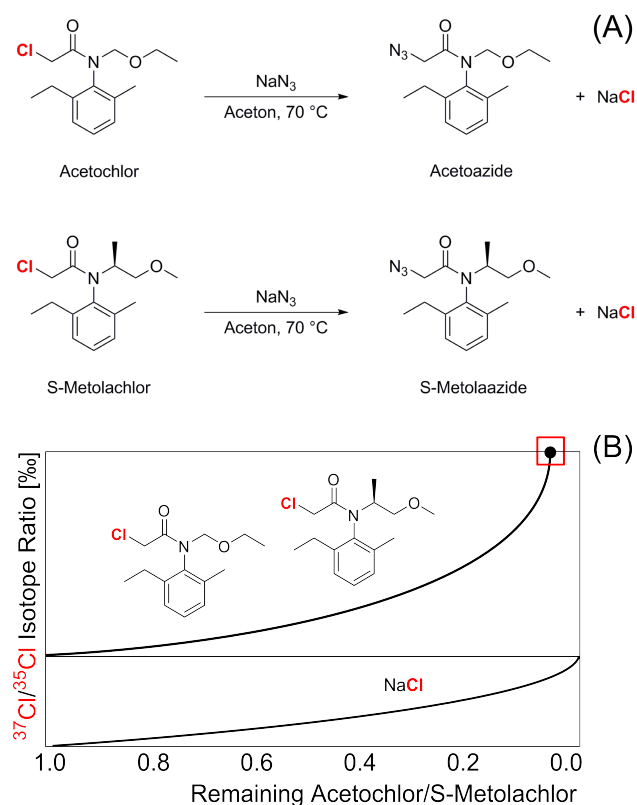 (A)
Cl
O
N
O
NaN3
Aceton, 70 °C
N3
O
N
O
+ NaCl
Acetochlor
Acetoazide
Cl
O
N
O
NaN3
Aceton, 70 °C
N3
O
N
O
+ NaCl
S-Metolachlor
S-Metolaazide
(B)
37Cl/35Cl Isotope Ratio [‰]
Cl
O
N
O
Cl
O
N
O
NaCl
1.0 0.8 0.6 0.4 0.2 0.0
Remaining Acetochlor/S-Metolachlor